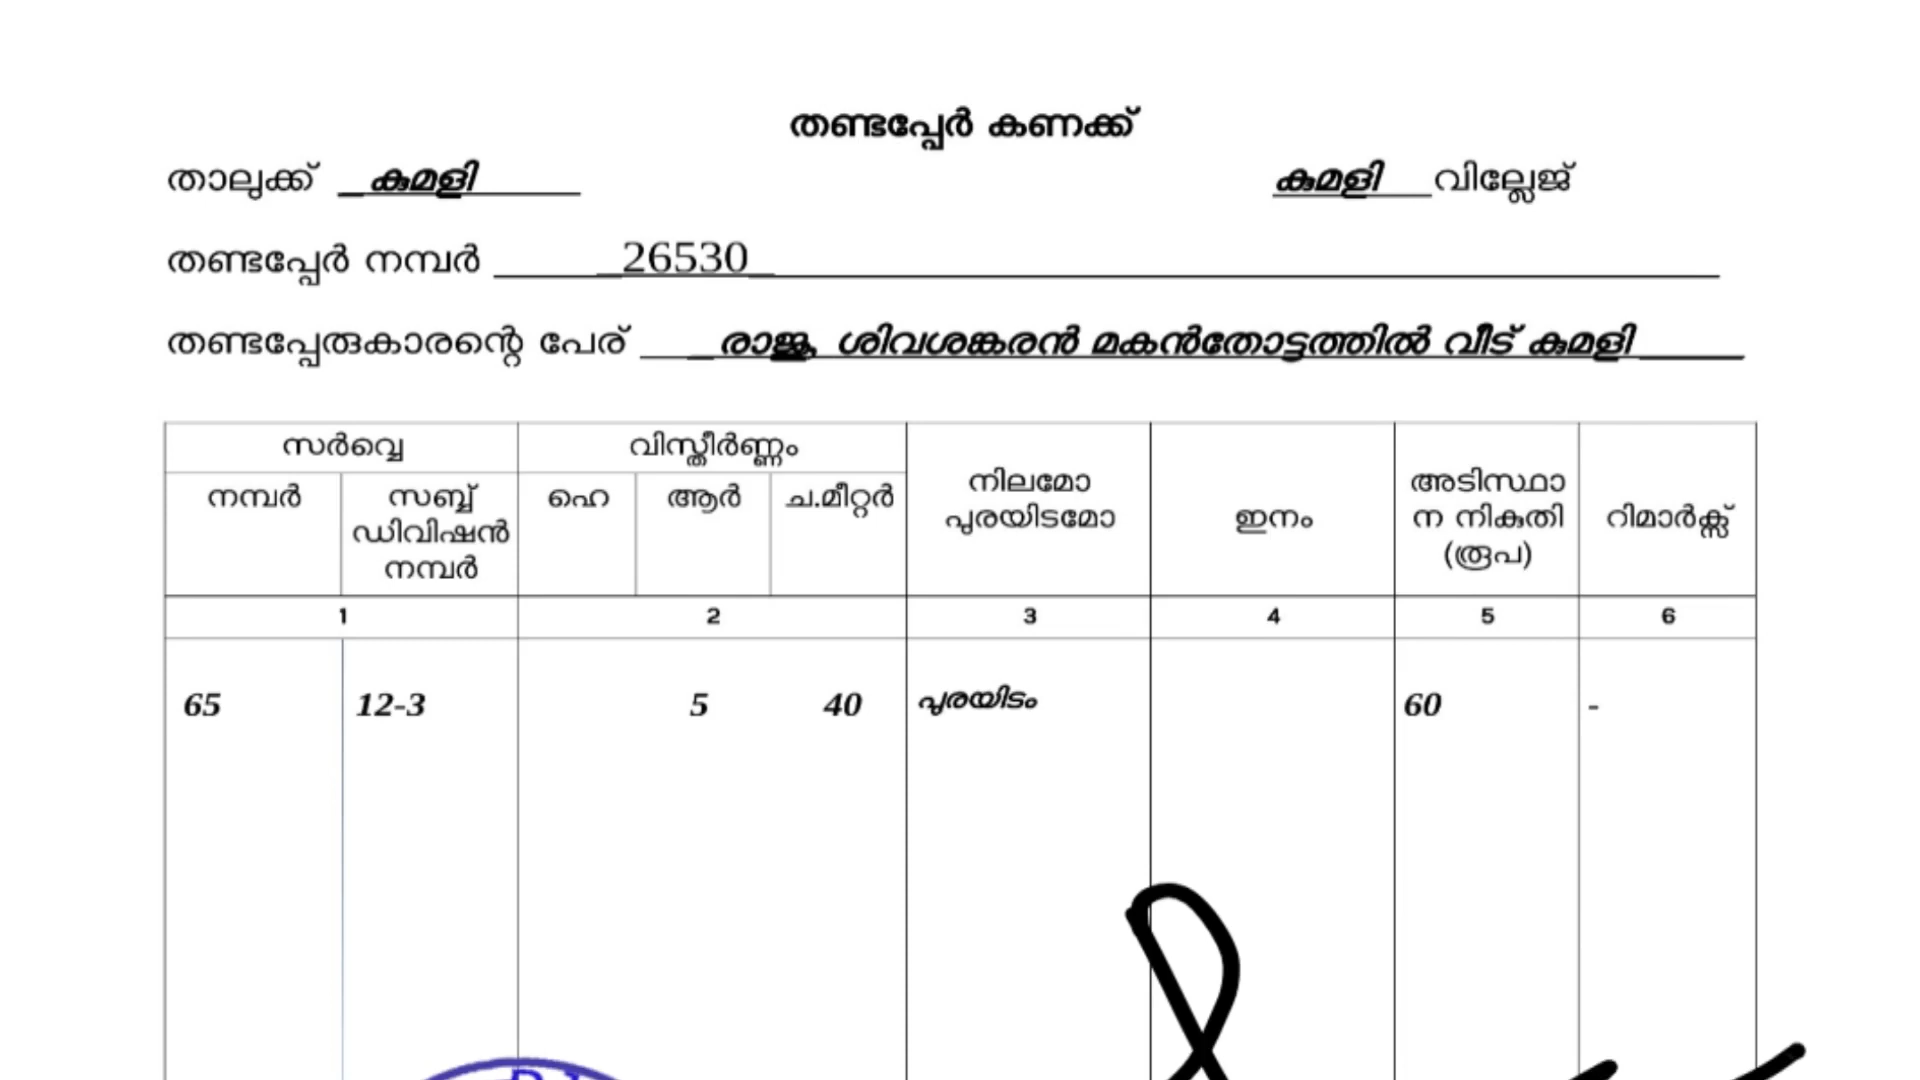 തണ്ടപ്പേർ കണക്ക്
താലുക്ക് കുമളി കുമളി വില്ലേജ്
തണ്ടപ്പേർ നമ്പർ 26530
തണ്ടപ്പേരുകാരന്റെ പേര് രാജു, ശിവശങ്കരൻ മകൻതോട്ടത്തിൽ വീട് കുമളി
സർവ്വെ വിസ്തീർണ്ണം നിലമോ പുരയിടമോ ഇനം അടിസ്ഥാന നികുതി (രൂപ) റിമാർക്സ്
നമ്പർ സബ്ബ് ഡിവിഷൻ നമ്പർ ഹെ ആർ ച.മീറ്റർ
1 2 3 4 5 6
65 12-3 5 40 പുരയിടം 60 -